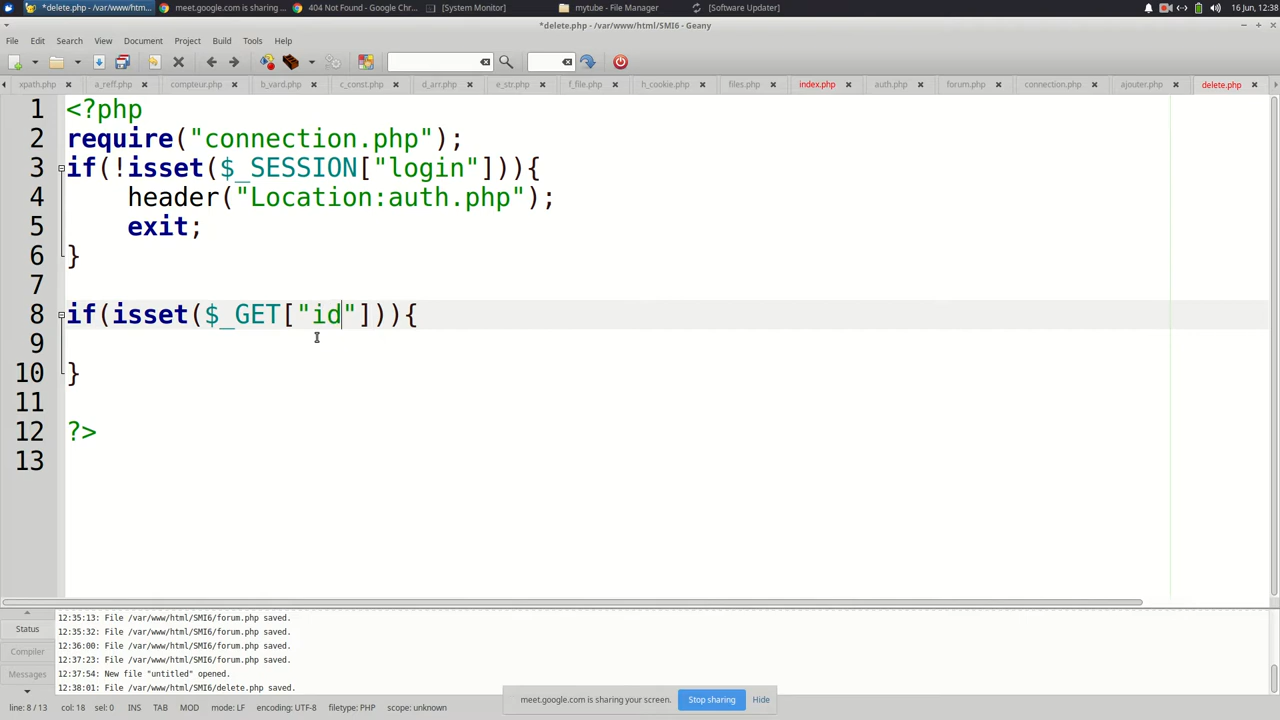 *delete.php - /var/www/htm...
meet.google.com is sharing ...
404 Not Found - Google Chr...
[System Monitor]
mytube - File Manager
[Software Updater]
16 Jun, 12:38
*delete.php - /var/www/html/SMI6 - Geany
File Edit Search View Document Project Build Tools Help
xpath.php a_reff.php compteur.php b_vard.php c_const.php d_arr.php e_str.php f_file.php h_cookie.php files.php index.php auth.php forum.php connection.php ajouter.php delete.php
1 <?php
2 require("connection.php");
3 if(!isset($_SESSION["login"])){
4 header("Location:auth.php");
5 exit;
6 }
7
8 if(isset($_GET["id"])){
9
10 }
11
12 ?>
13
Status
Compiler
Messages
12:35:13: File /var/www/html/SMI6/forum.php saved.
12:35:32: File /var/www/html/SMI6/forum.php saved.
12:36:00: File /var/www/html/SMI6/forum.php saved.
12:37:23: File /var/www/html/SMI6/forum.php saved.
12:37:54: New file "untitled" opened.
12:38:01: File /var/www/html/SMI6/delete.php saved.
meet.google.com is sharing your screen. Stop sharing Hide
col: 18 sel: 0 INS TAB MOD mode: LF encoding: UTF-8 filetype: PHP scope: unknown